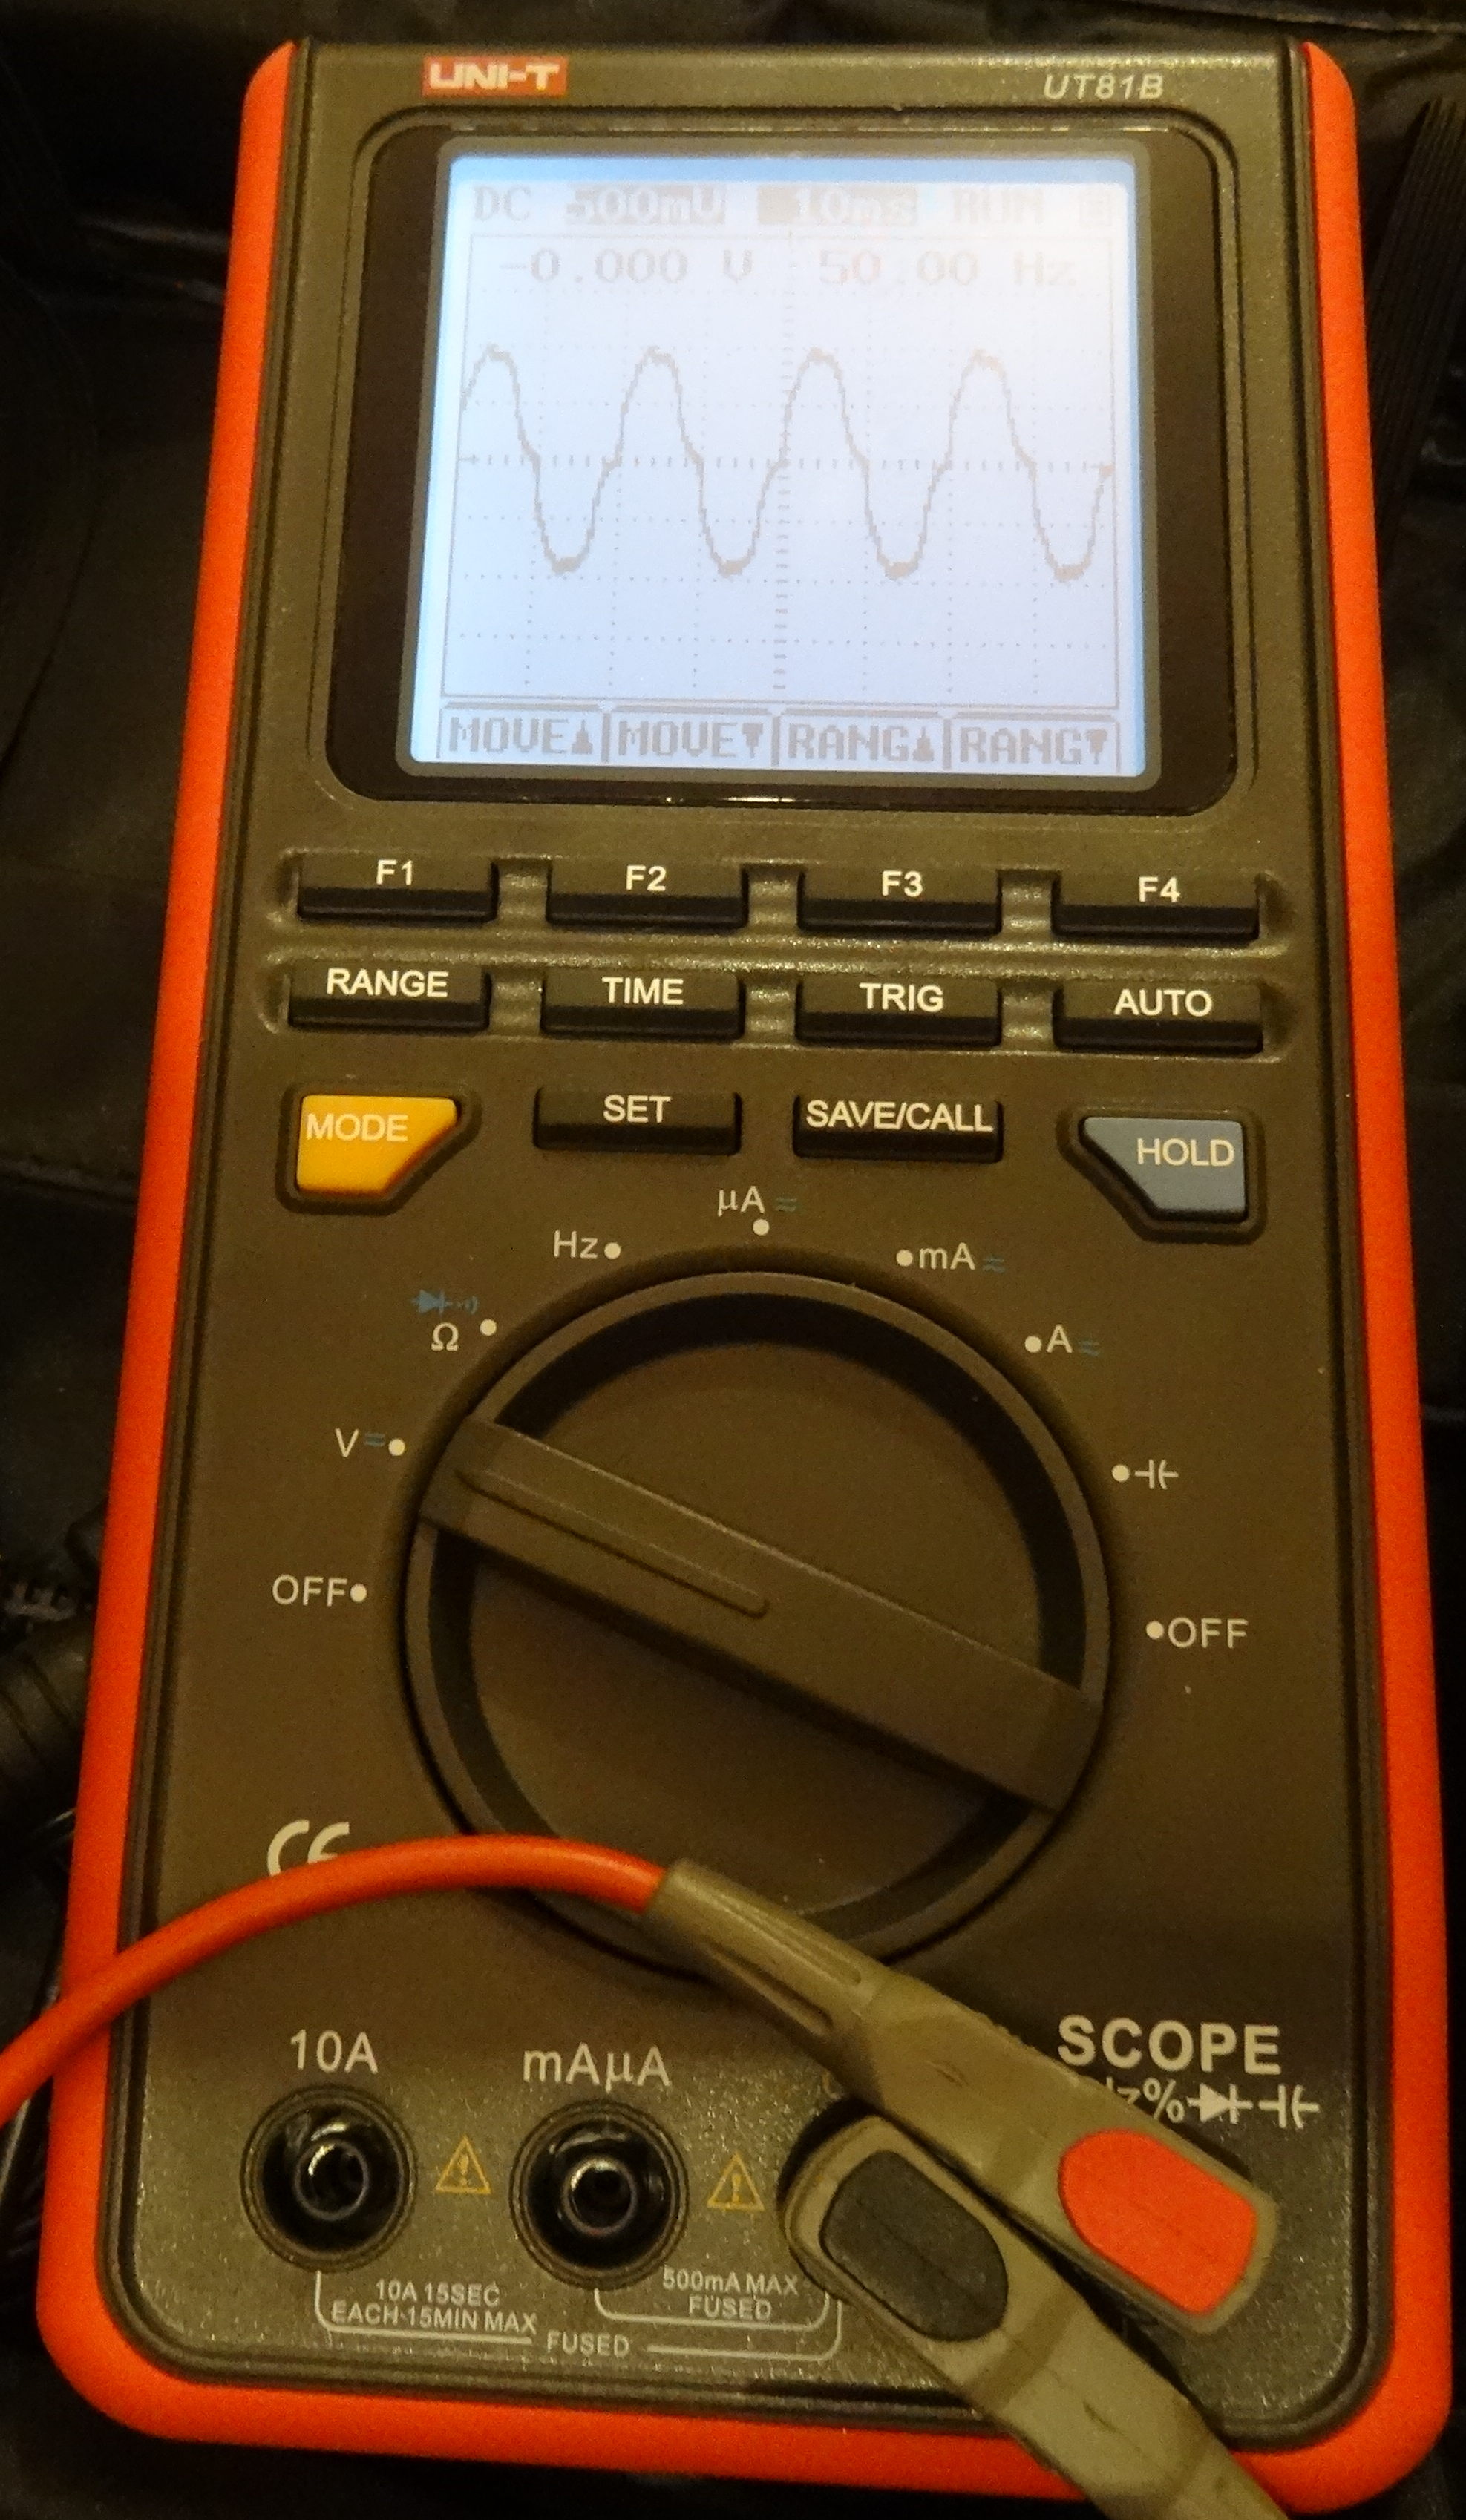 UNI-T UT81B
DC 500mV 10ms RUN
-0.000 V 50.00 Hz
MOVE▲ MOVE▼ RANG▲ RANG▼
F1 F2 F3 F4
RANGE TIME TRIG AUTO
MODE SET SAVE/CALL HOLD
µA
Hz mA
Ω A
V
OFF OFF
CE
SCOPE
10A mAµA
%
10A 15SEC
EACH 15MIN MAX
500mA MAX
FUSED
FUSED